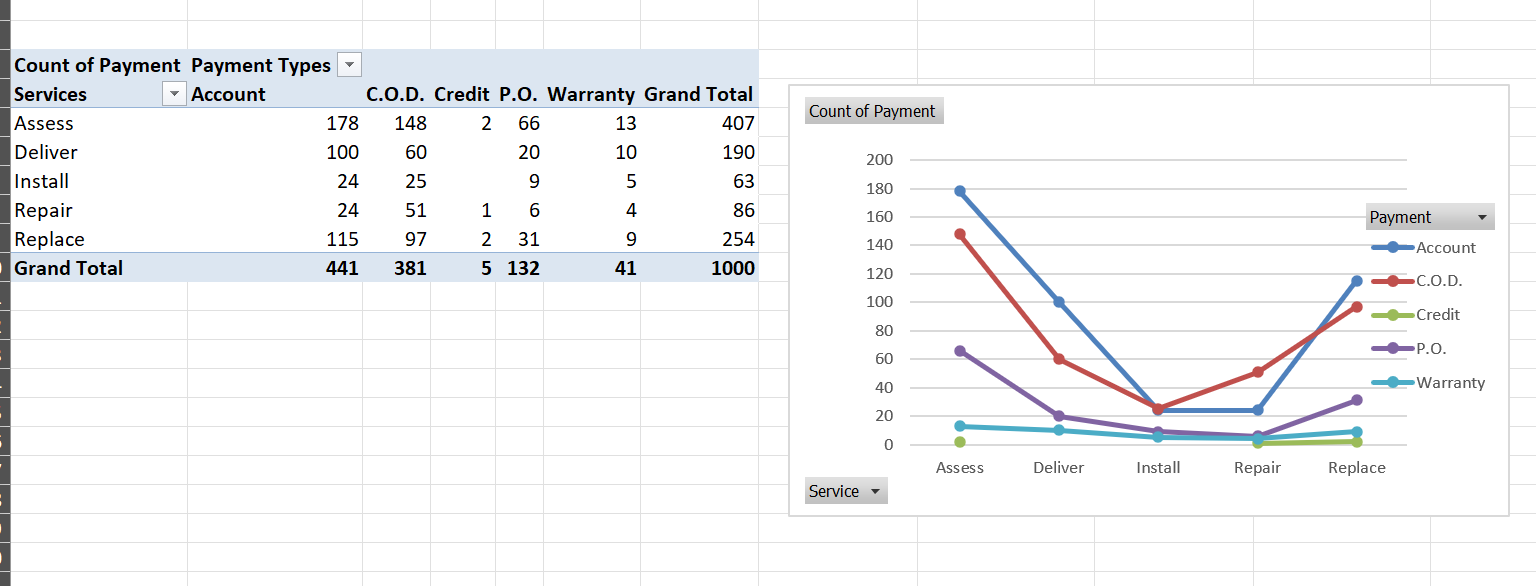 Count of Payment Payment Types
Services Account C.O.D. Credit P.O. Warranty Grand Total
Assess 178 148 2 66 13 407
Deliver 100 60 20 10 190
Install 24 25 9 5 63
Repair 24 51 1 6 4 86
Replace 115 97 2 31 9 254
Grand Total 441 381 5 132 41 1000
Count of Payment
200
180
160
140
120
100
80
60
40
20
0
Assess Deliver Install Repair Replace
Payment
Account
C.O.D.
Credit
P.O.
Warranty
Service